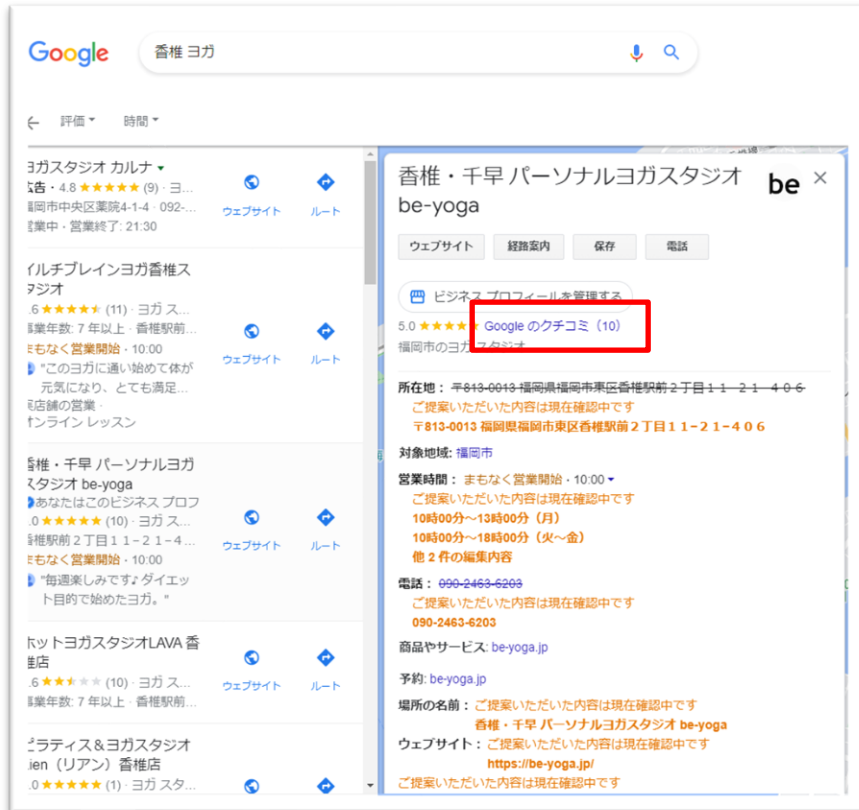 Google
香椎 ヨガ
評価
時間
ヨガスタジオ カルナ
広告・4.8 (9)・ヨ...
福岡市中央区薬院4-1-4・092-...
営業中・営業終了: 21:30
ウェブサイト
ルート
イルチブレインヨガ香椎ス
タジオ
.6 (11)・ヨガ ス...
事業年数: 7 年以上・香椎駅前...
まもなく営業開始・10:00
"このヨガに通い始めて体が
元気になり、とても満足...
店舗の営業・
オンライン レッスン
ウェブサイト
ルート
香椎・千早 パーソナルヨガ
スタジオ be-yoga
あなたはこのビジネス プロフ
.0 (10)・ヨガ ス...
香椎駅前２丁目１１−２１−４...
まもなく営業開始・10:00
"毎週楽しみです♪ ダイエッ
ト目的で始めたヨガ。"
ウェブサイト
ルート
ホットヨガスタジオLAVA 香
椎店
.6 (10)・ヨガ ス...
事業年数: 7 年以上・香椎駅前...
ウェブサイト
ルート
ピラティス＆ヨガスタジオ
Lien（リアン）香椎店
.0 (1)・ヨガ スタ...
香椎・千早 パーソナルヨガスタジオ
be-yoga
be
ウェブサイト
経路案内
保存
電話
ビジネス プロフィールを管理する
5.0 Google のクチコミ（10）
福岡市のヨガ スタジオ
所在地： 〒813-0013 福岡県福岡市東区香椎駅前２丁目１１−２１−４０６
ご提案いただいた内容は現在確認中です
〒813-0013 福岡県福岡市東区香椎駅前２丁目１１−２１−４０６
対象地域: 福岡市
営業時間： まもなく営業開始・10:00
ご提案いただいた内容は現在確認中です
10時00分～13時00分（月）
10時00分～18時00分（火～金）
他 2 件の編集内容
電話： 090-2463-6203
ご提案いただいた内容は現在確認中です
090-2463-6203
商品やサービス: be-yoga.jp
予約: be-yoga.jp
場所の名前： ご提案いただいた内容は現在確認中です
香椎・千早 パーソナルヨガスタジオ be-yoga
ウェブサイト： ご提案いただいた内容は現在確認中です
https://be-yoga.jp/
ご提案いただいた内容は現在確認中です